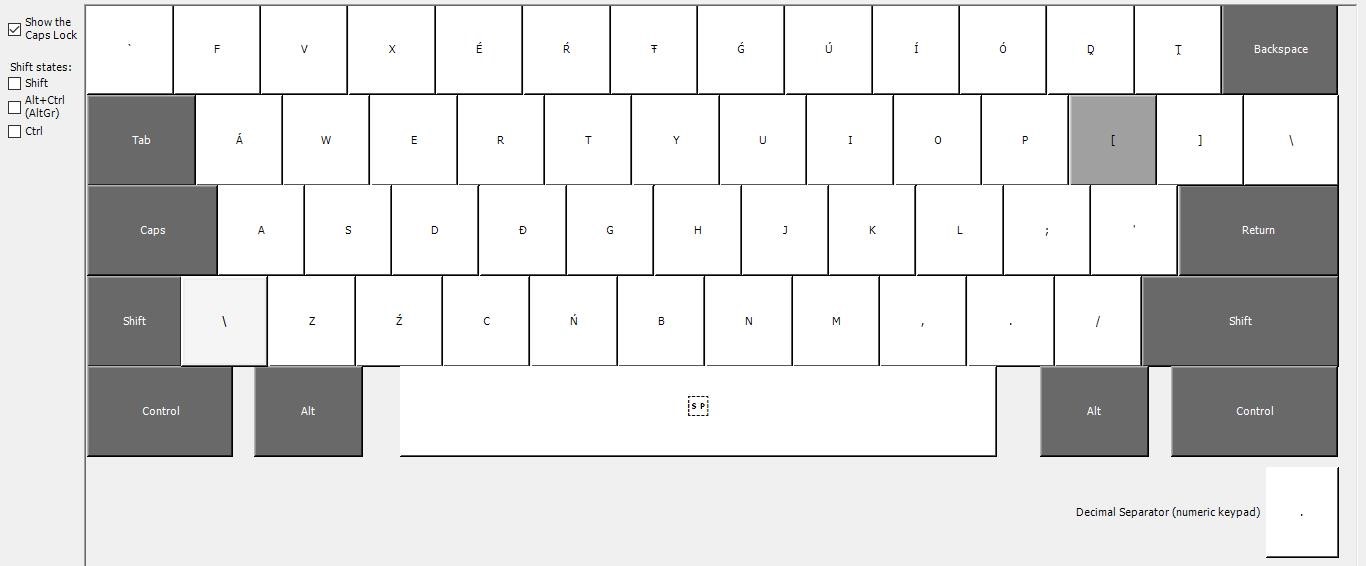 Show the
Caps Lock
Shift states:
Shift
Alt+Ctrl
(AltGr)
Ctrl
` F V X É Ŕ Ŧ Ǵ Ú Í Ó D̨ Ț Backspace
Tab Á W E R T Y U I O P [ ] \
Caps A S D Đ G H J K L ; ' Return
Shift \ Z Ź C Ń B N M , . / Shift
Control Alt SP Alt Control
Decimal Separator (numeric keypad) .